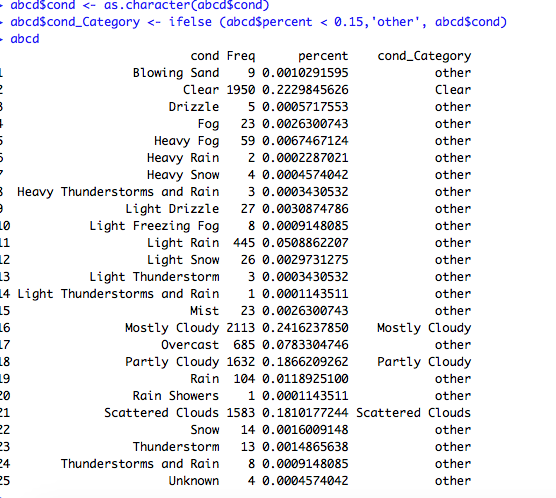 > abcd$cond <- as.character(abcd$cond)
> abcd$cond_Category <- ifelse (abcd$percent < 0.15,'other', abcd$cond)
> abcd
cond Freq percent cond_Category
1 Blowing Sand 9 0.0010291595 other
2 Clear 1950 0.2229845626 Clear
3 Drizzle 5 0.0005717553 other
4 Fog 23 0.0026300743 other
5 Heavy Fog 59 0.0067467124 other
6 Heavy Rain 2 0.0002287021 other
7 Heavy Snow 4 0.0004574042 other
8 Heavy Thunderstorms and Rain 3 0.0003430532 other
9 Light Drizzle 27 0.0030874786 other
10 Light Freezing Fog 8 0.0009148085 other
11 Light Rain 445 0.0508862207 other
12 Light Snow 26 0.0029731275 other
13 Light Thunderstorm 3 0.0003430532 other
14 Light Thunderstorms and Rain 1 0.0001143511 other
15 Mist 23 0.0026300743 other
16 Mostly Cloudy 2113 0.2416237850 Mostly Cloudy
17 Overcast 685 0.0783304746 other
18 Partly Cloudy 1632 0.1866209262 Partly Cloudy
19 Rain 104 0.0118925100 other
20 Rain Showers 1 0.0001143511 other
21 Scattered Clouds 1583 0.1810177244 Scattered Clouds
22 Snow 14 0.0016009148 other
23 Thunderstorm 13 0.0014865638 other
24 Thunderstorms and Rain 8 0.0009148085 other
25 Unknown 4 0.0004574042 other